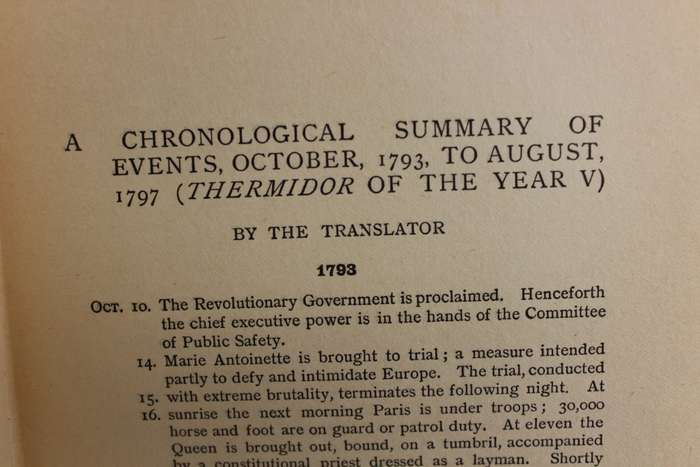 A CHRONOLOGICAL SUMMARY OF
EVENTS, OCTOBER, 1793, TO AUGUST,
1797 (THERMIDOR OF THE YEAR V)
BY THE TRANSLATOR
1793
OCT. 10. The Revolutionary Government is proclaimed. Henceforth
the chief executive power is in the hands of the Committee
of Public Safety.
14. Marie Antoinette is brought to trial; a measure intended
partly to defy and intimidate Europe. The trial, conducted
15. with extreme brutality, terminates the following night. At
16. sunrise the next morning Paris is under troops; 30,000
horse and foot are on guard or patrol duty. At eleven the
Queen is brought out, bound, on a tumbril, accompanied
by a constitutional priest dressed as a layman. Shortly